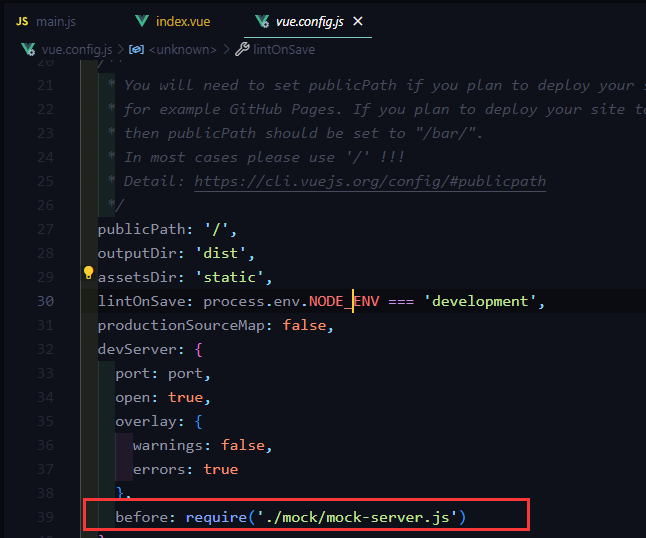 JS main.js index.vue vue.config.js ×
vue.config.js > <unknown> > lintOnSave
20 /**
21 * You will need to set publicPath if you plan to deploy your
22 * for example GitHub Pages. If you plan to deploy your site
23 * then publicPath should be set to "/bar/".
24 * In most cases please use '/' !!!
25 * Detail: https://cli.vuejs.org/config/#publicpath
26 */
27 publicPath: '/',
28 outputDir: 'dist',
29 assetsDir: 'static',
30 lintOnSave: process.env.NODE_ENV === 'development',
31 productionSourceMap: false,
32 devServer: {
33 port: port,
34 open: true,
35 overlay: {
36 warnings: false,
37 errors: true
38 },
39 before: require('./mock/mock-server.js')